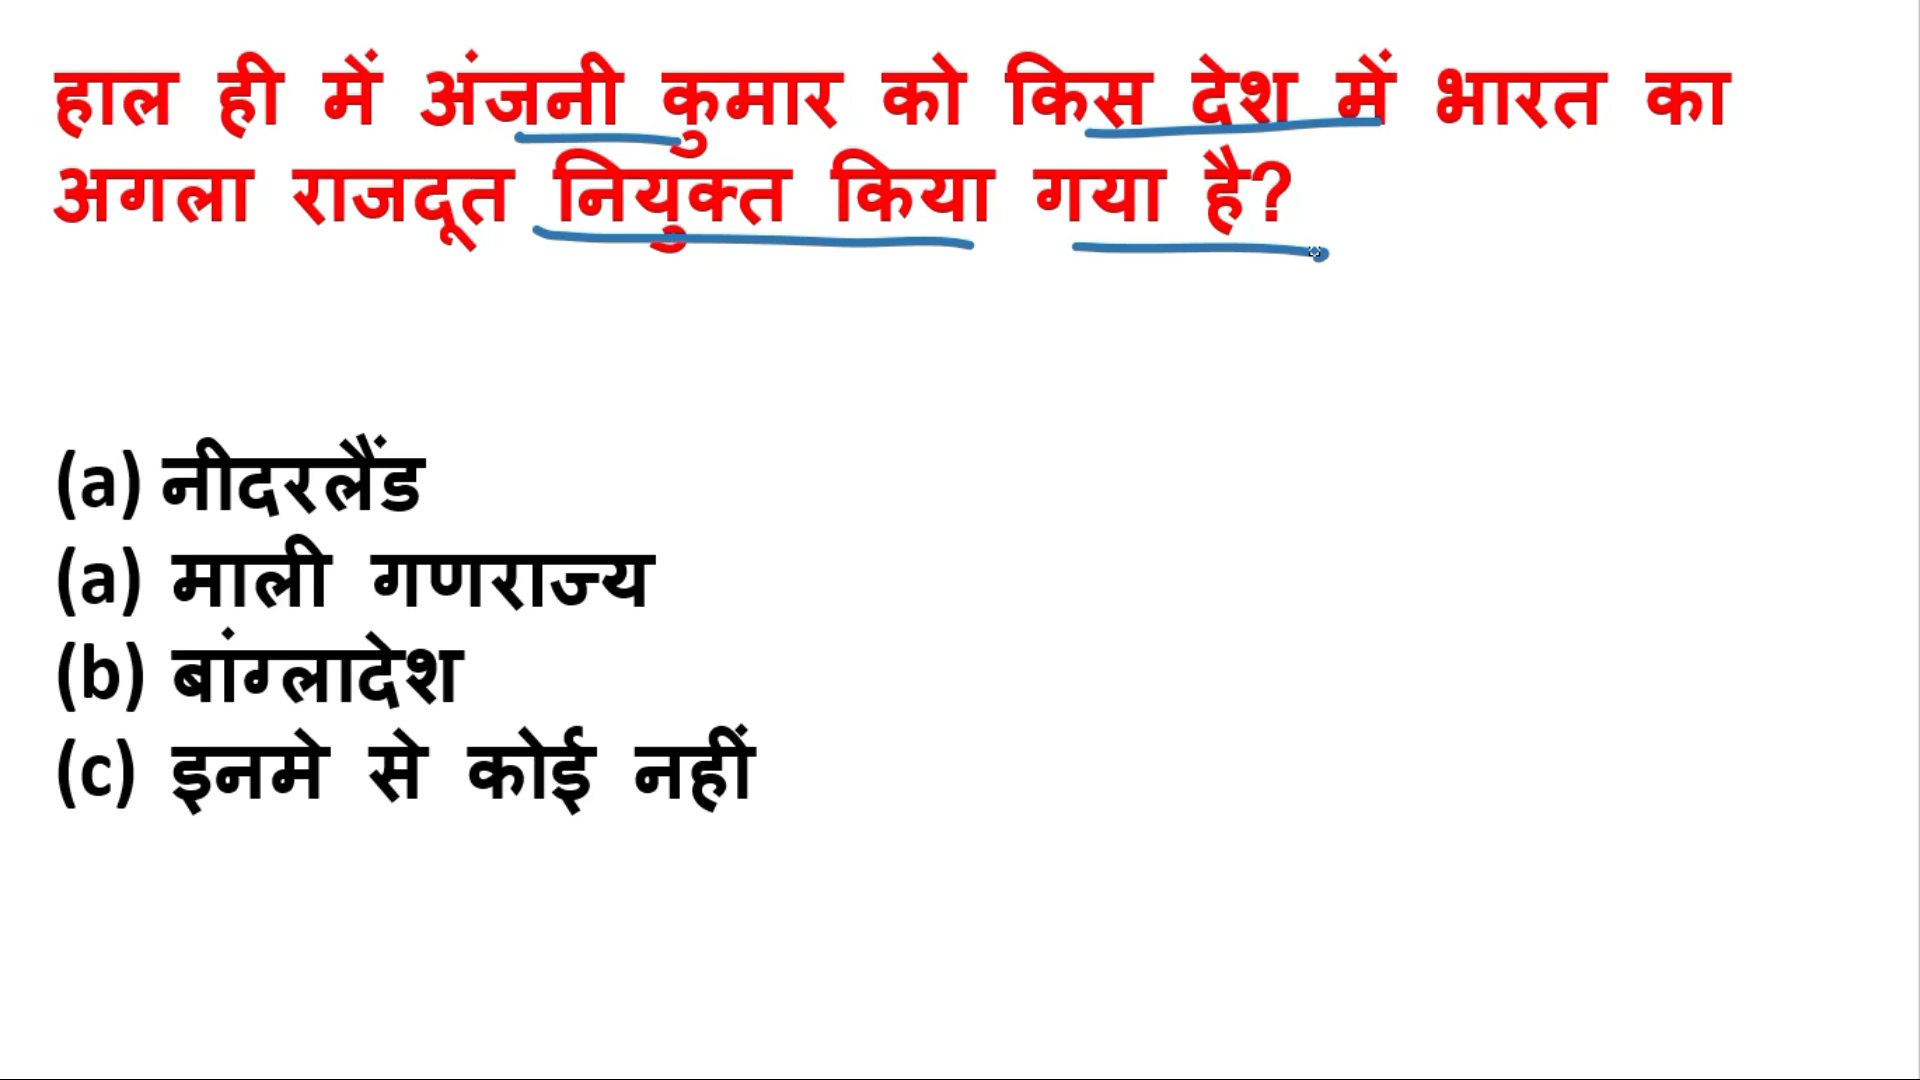 हाल ही में अंजनी कुमार को किस देश में भारत का
अगला राजदूत नियुक्त किया गया है?
(a) नीदरलैंड
(a) माली गणराज्य
(b) बांग्लादेश
(c) इनमे से कोई नहीं